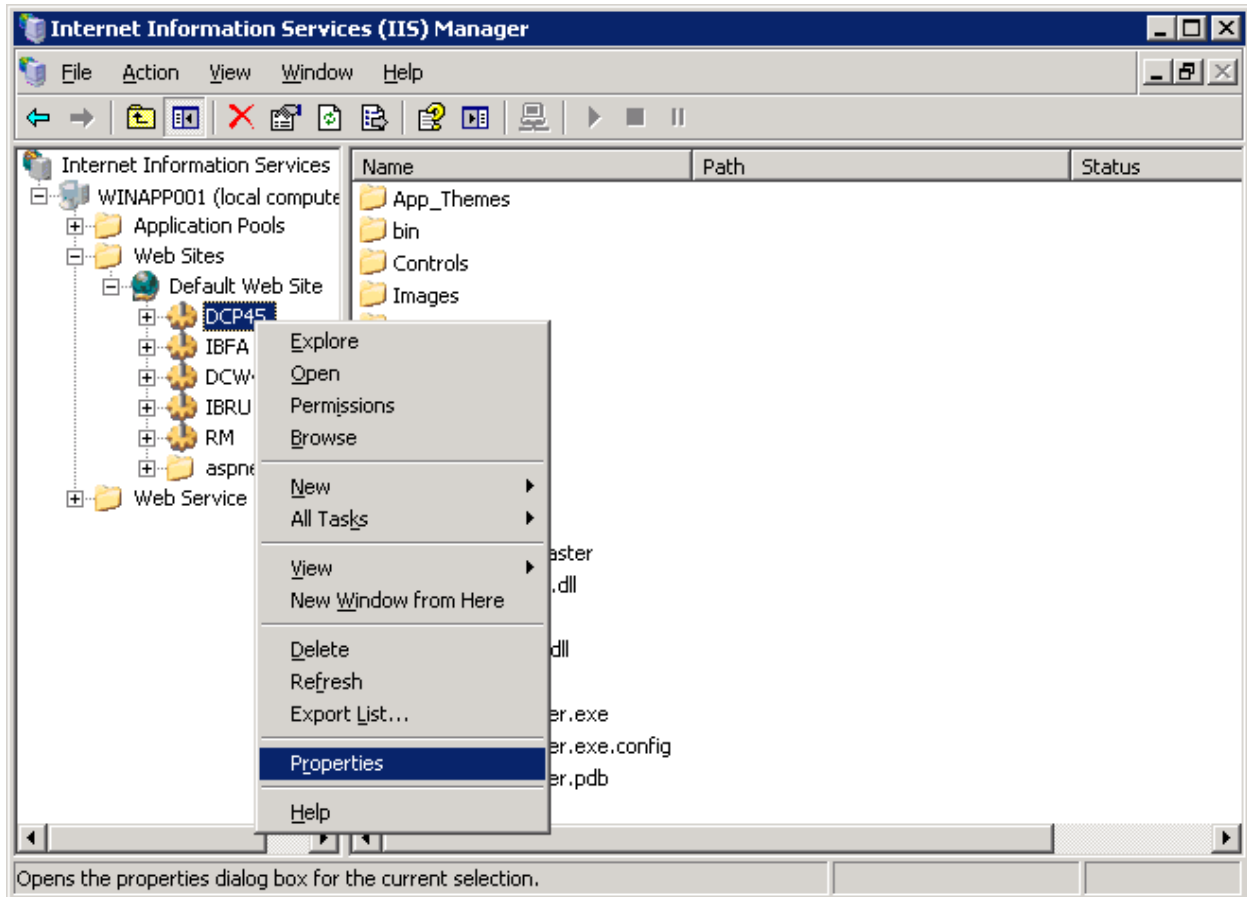 Internet Information Services (IIS) Manager
File Action View Window Help
Internet Information Services
WINAPP001 (local compute
Application Pools
Web Sites
Default Web Site
DCP45
IBFA
DCW
IBRU
RM
aspne
Web Service
Name Path Status
App_Themes
bin
Controls
Images
aster
.dll
dll
er.exe
er.exe.config
er.pdb
Explore
Open
Permissions
Browse
New
All Tasks
View
New Window from Here
Delete
Refresh
Export List...
Properties
Help
Opens the properties dialog box for the current selection.